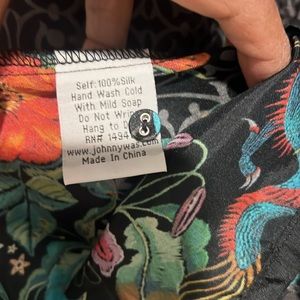 Self: 100%Silk
Hand Wash Cold
With Mild Soap
Do Not
Hang to
RN# 1494
www.johnnywas.com
Made In China